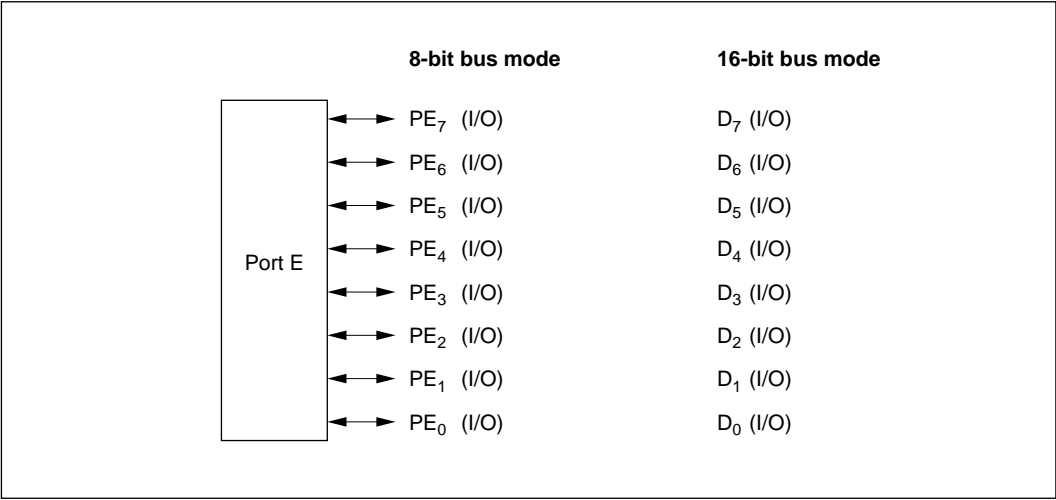 8-bit bus mode 16-bit bus mode
PE7 (I/O) D7 (I/O)
PE6 (I/O) D6 (I/O)
PE5 (I/O) D5 (I/O)
PE4 (I/O) D4 (I/O)
Port E
PE3 (I/O) D3 (I/O)
PE2 (I/O) D2 (I/O)
PE1 (I/O) D1 (I/O)
PE0 (I/O) D0 (I/O)